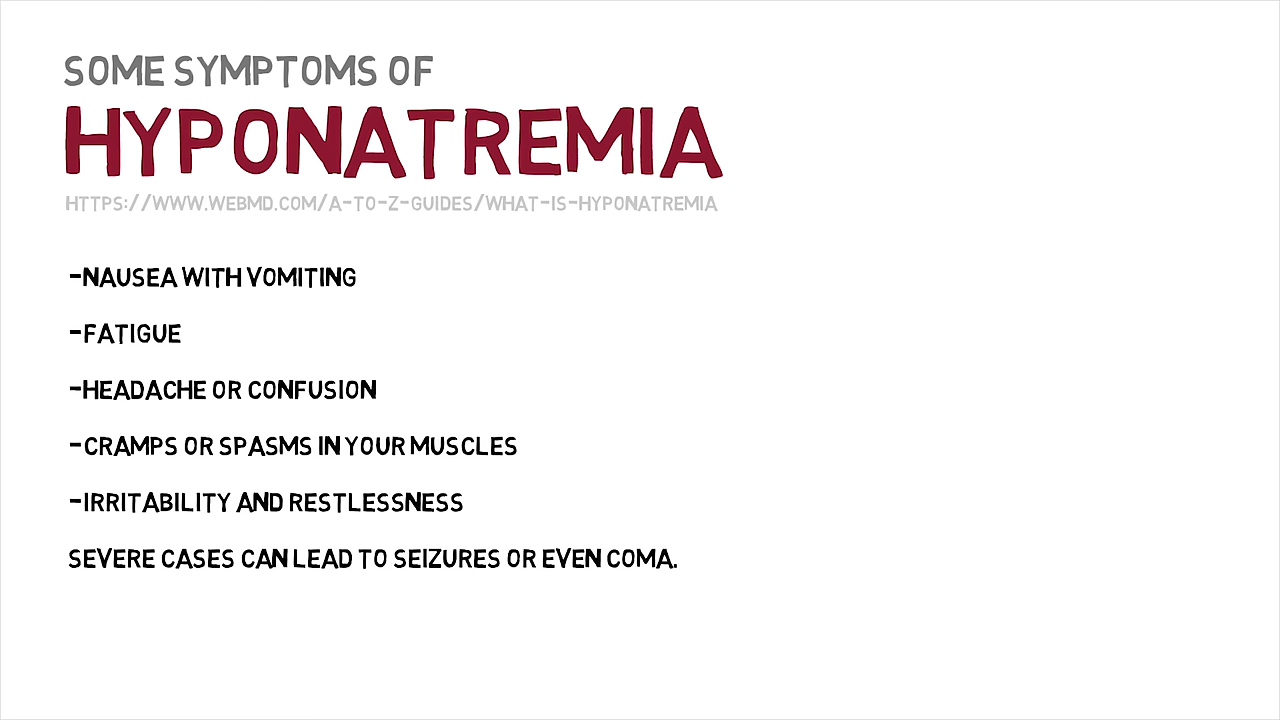 SOME SYMPTOMS OF
HYPONATREMIA
HTTPS://WWW.WEBMD.COM/A-TO-Z-GUIDES/WHAT-IS-HYPONATREMIA
-NAUSEA WITH VOMITING
-FATIGUE
-HEADACHE OR CONFUSION
-CRAMPS OR SPASMS IN YOUR MUSCLES
-IRRITABILITY AND RESTLESSNESS
SEVERE CASES CAN LEAD TO SEIZURES OR EVEN COMA.